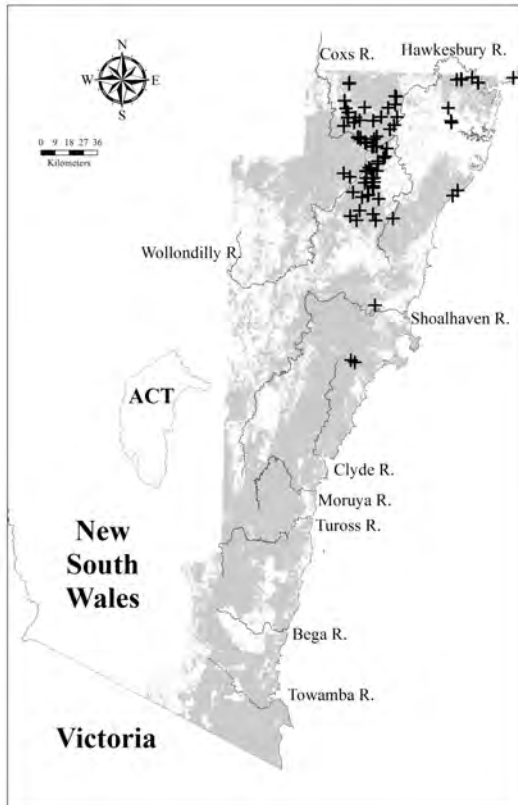 Coxs R.
Hawkesbury R.
N
W E
S
0 9 18 27 36
Kilometers
Wollondilly R.
Shoalhaven R.
ACT
Clyde R.
Moruya R.
Tuross R.
New
South
Wales
Bega R.
Towamba R.
Victoria